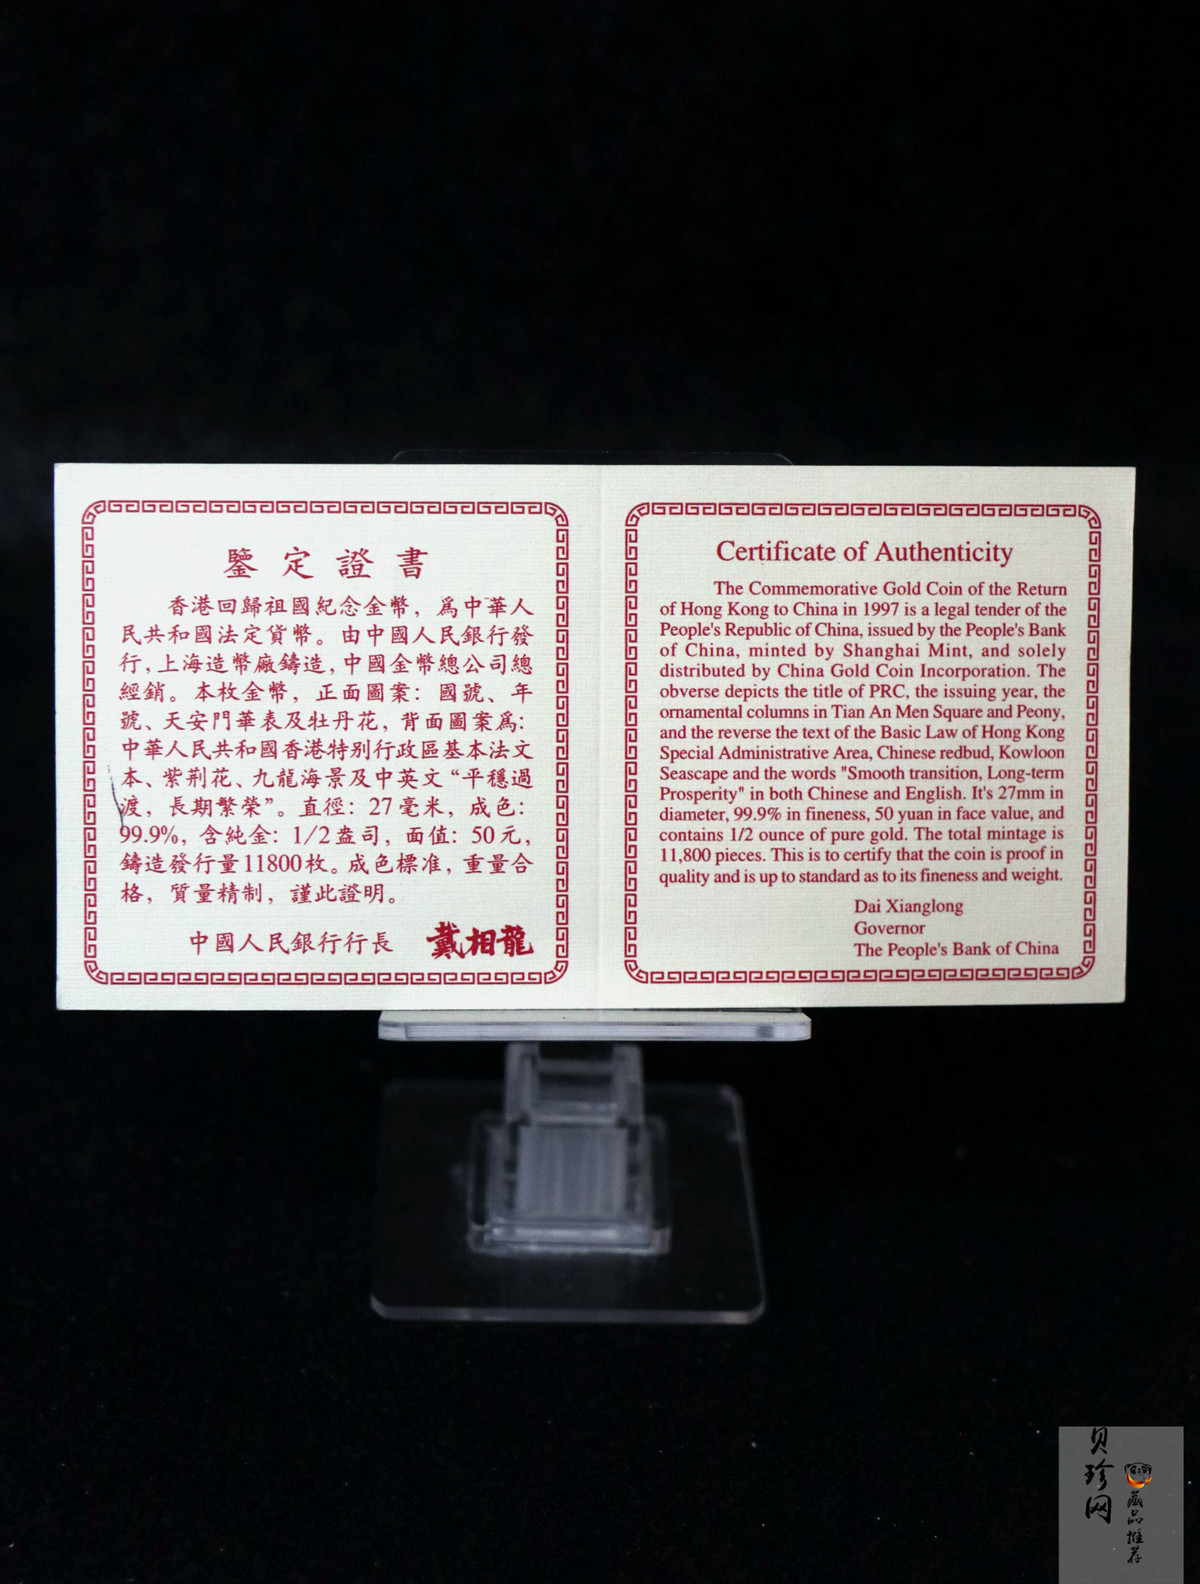 鑒定證書
香港回歸祖國紀念金幣，爲中華人
民共和國法定貨幣。由中國人民銀行發
行，上海造幣廠鑄造，中國金幣總公司總
經銷。本枚金幣，正面圖案：國號、年
號、天安門華表及牡丹花，背面圖案爲：
中華人民共和國香港特别行政區基本法文
本、紫荆花、九龍海景及中英文“平穩過
渡，長期繁榮”。直徑：27毫米，成色：
99.9%，含純金：1/2盎司，面值：50元，
鑄造發行量11800枚。成色標准，重量合
格，質量精制，謹此證明。
中國人民銀行行長 戴相龍
Certificate of Authenticity
The Commemorative Gold Coin of the Return
of Hong Kong to China in 1997 is a legal tender of the
People's Republic of China, issued by the People's Bank
of China, minted by Shanghai Mint, and solely
distributed by China Gold Coin Incorporation. The
obverse depicts the title of PRC, the issuing year, the
ornamental columns in Tian An Men Square and Peony,
and the reverse the text of the Basic Law of Hong Kong
Special Administrative Area, Chinese redbud, Kowloon
Seascape and the words "Smooth transition, Long-term
Prosperity" in both Chinese and English. It's 27mm in
diameter, 99.9% in fineness, 50 yuan in face value, and
contains 1/2 ounce of pure gold. The total mintage is
11,800 pieces. This is to certify that the coin is proof in
quality and is up to standard as to its fineness and weight.
Dai Xianglong
Governor
The People's Bank of China
贝珍网
藏品推荐